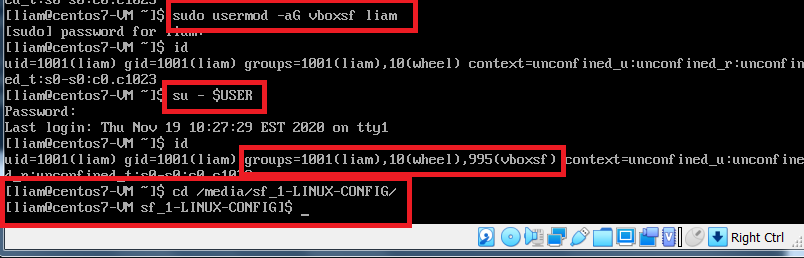 ed_t:s0-s0:c0.c1023
[liam@centos7-VM ~]$ sudo usermod -aG vboxsf liam
[sudo] password for liam:
[liam@centos7-VM ~]$ id
uid=1001(liam) gid=1001(liam) groups=1001(liam),10(wheel) context=unconfined_u:unconfined_r:unconfin
ed_t:s0-s0:c0.c1023
[liam@centos7-VM ~]$ su - $USER
Password:
Last login: Thu Nov 19 10:27:29 EST 2020 on tty1
[liam@centos7-VM ~]$ id
uid=1001(liam) gid=1001(liam) groups=1001(liam),10(wheel),995(vboxsf) context=unconfined_u:unconfine
d_r:unconfined_t:s0-s0:c0.c1023
[liam@centos7-VM ~]$ cd /media/sf_1-LINUX-CONFIG/
[liam@centos7-VM sf_1-LINUX-CONFIG]$ _
Right Ctrl